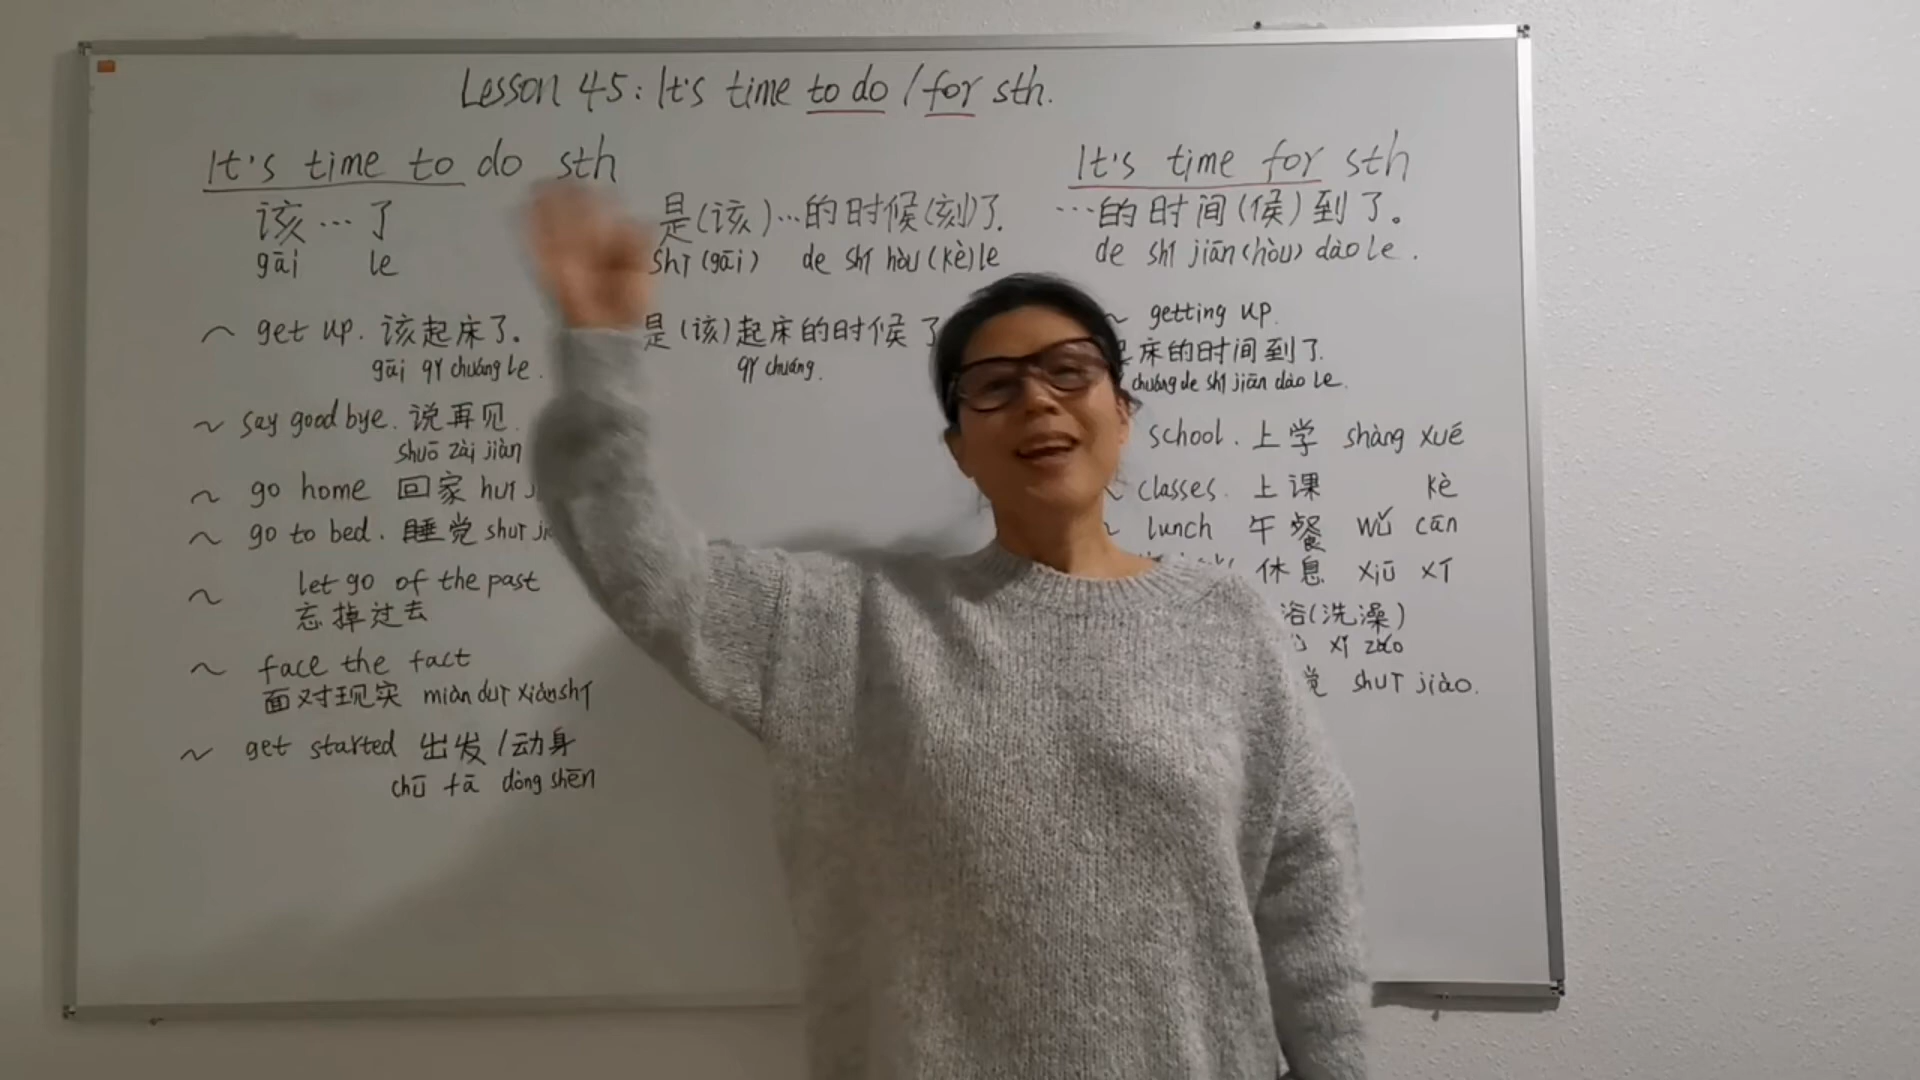 Lesson 45: It's time to do / for sth.
It's time to do sth
该…了
gāi le
是(该)…的时候(刻)了.
shì (gāi) de shí hòu (kè) le
It's time for sth
…的时间(候)到了。
de shí jiān (hòu) dào le.
~ get up. 该起床了.
gāi qǐ chuáng le.
是(该)起床的时候了
qǐ chuáng.
~ getting up.
床的时间到了.
chuáng de shí jiān dào le.
~ say good bye. 说再见.
shuō zài jiàn
~ go home 回家 huí
~ go to bed. 睡觉 shuì
~ let go of the past
忘掉过去
~ face the fact
面对现实 miàn duì xiàn shí
~ get started 出发/动身
chū fā dòng shēn
school. 上学 shàng xué
~ classes. 上课 kè
~ lunch 午餐 wǔ cān
休息 xiū xī
浴(洗澡)
xǐ zǎo
觉 shuì jiào.